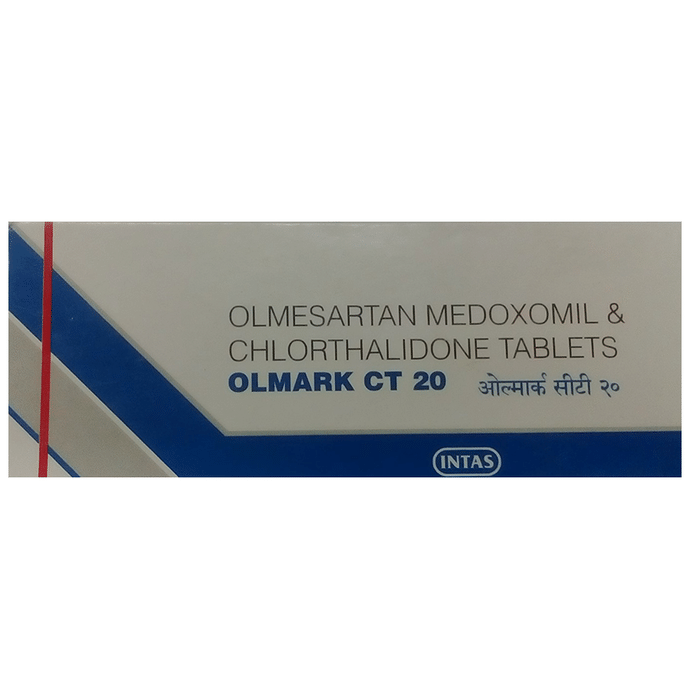 OLMESARTAN MEDOXOMIL &
CHLORTHALIDONE TABLETS
OLMARK CT 20 ओल्मार्क सीटी २०
INTAS